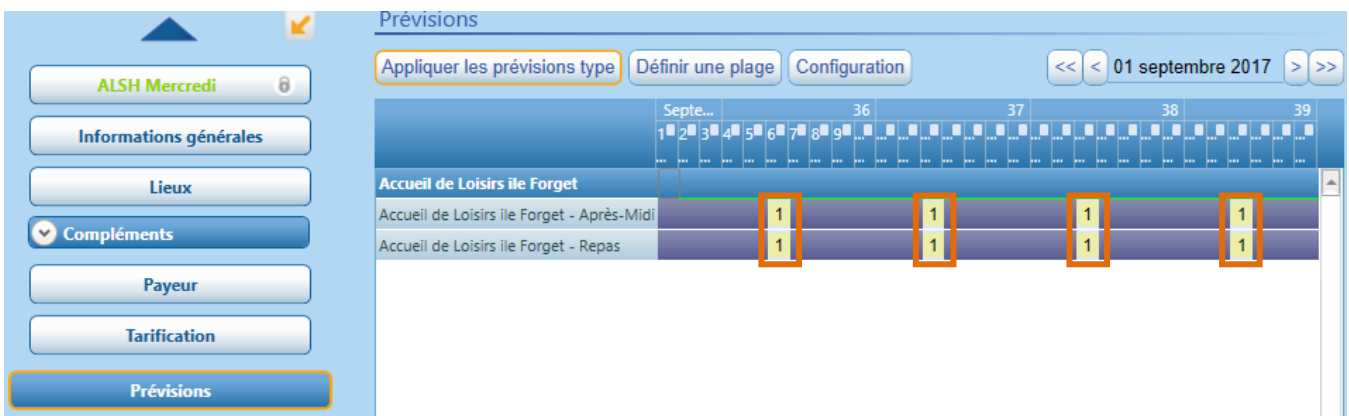 Prévisions
ALSH Mercredi
Informations générales
Lieux
Compléments
Payeur
Tarification
Prévisions
Appliquer les prévisions type Définir une plage Configuration << < 01 septembre 2017 > >>
Septe... 36 37 38 39
1 2 3 4 5 6 7 8 9 ... ... ... ... ... ... ... ... ... ... ... ... ... ... ... ... ... ... ... ... ...
... ... ... ... ... ... ... ... ... ... ... ... ... ... ... ... ... ... ... ... ... ... ... ... ... ... ... ... ... ...
Accueil de Loisirs ile Forget
Accueil de Loisirs ile Forget - Après-Midi 1 1 1 1
Accueil de Loisirs ile Forget - Repas 1 1 1 1